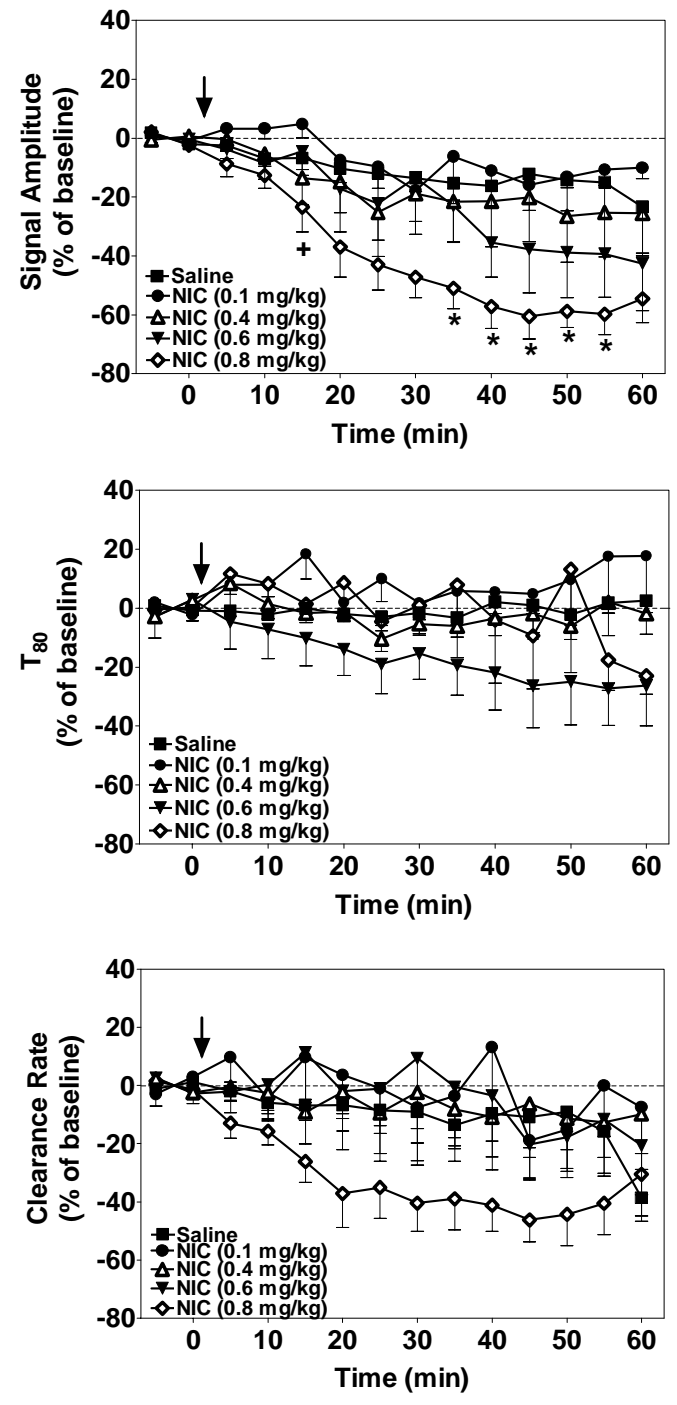 40
20
0
-20
-40
-60
-80
Signal Amplitude
(% of baseline)
+
* * * * *
Saline
NIC (0.1 mg/kg)
NIC (0.4 mg/kg)
NIC (0.6 mg/kg)
NIC (0.8 mg/kg)
0 10 20 30 40 50 60
Time (min)
40
20
0
-20
-40
-60
-80
T80
(% of baseline)
Saline
NIC (0.1 mg/kg)
NIC (0.4 mg/kg)
NIC (0.6 mg/kg)
NIC (0.8 mg/kg)
0 10 20 30 40 50 60
Time (min)
40
20
0
-20
-40
-60
-80
Clearance Rate
(% of baseline)
Saline
NIC (0.1 mg/kg)
NIC (0.4 mg/kg)
NIC (0.6 mg/kg)
NIC (0.8 mg/kg)
0 10 20 30 40 50 60
Time (min)